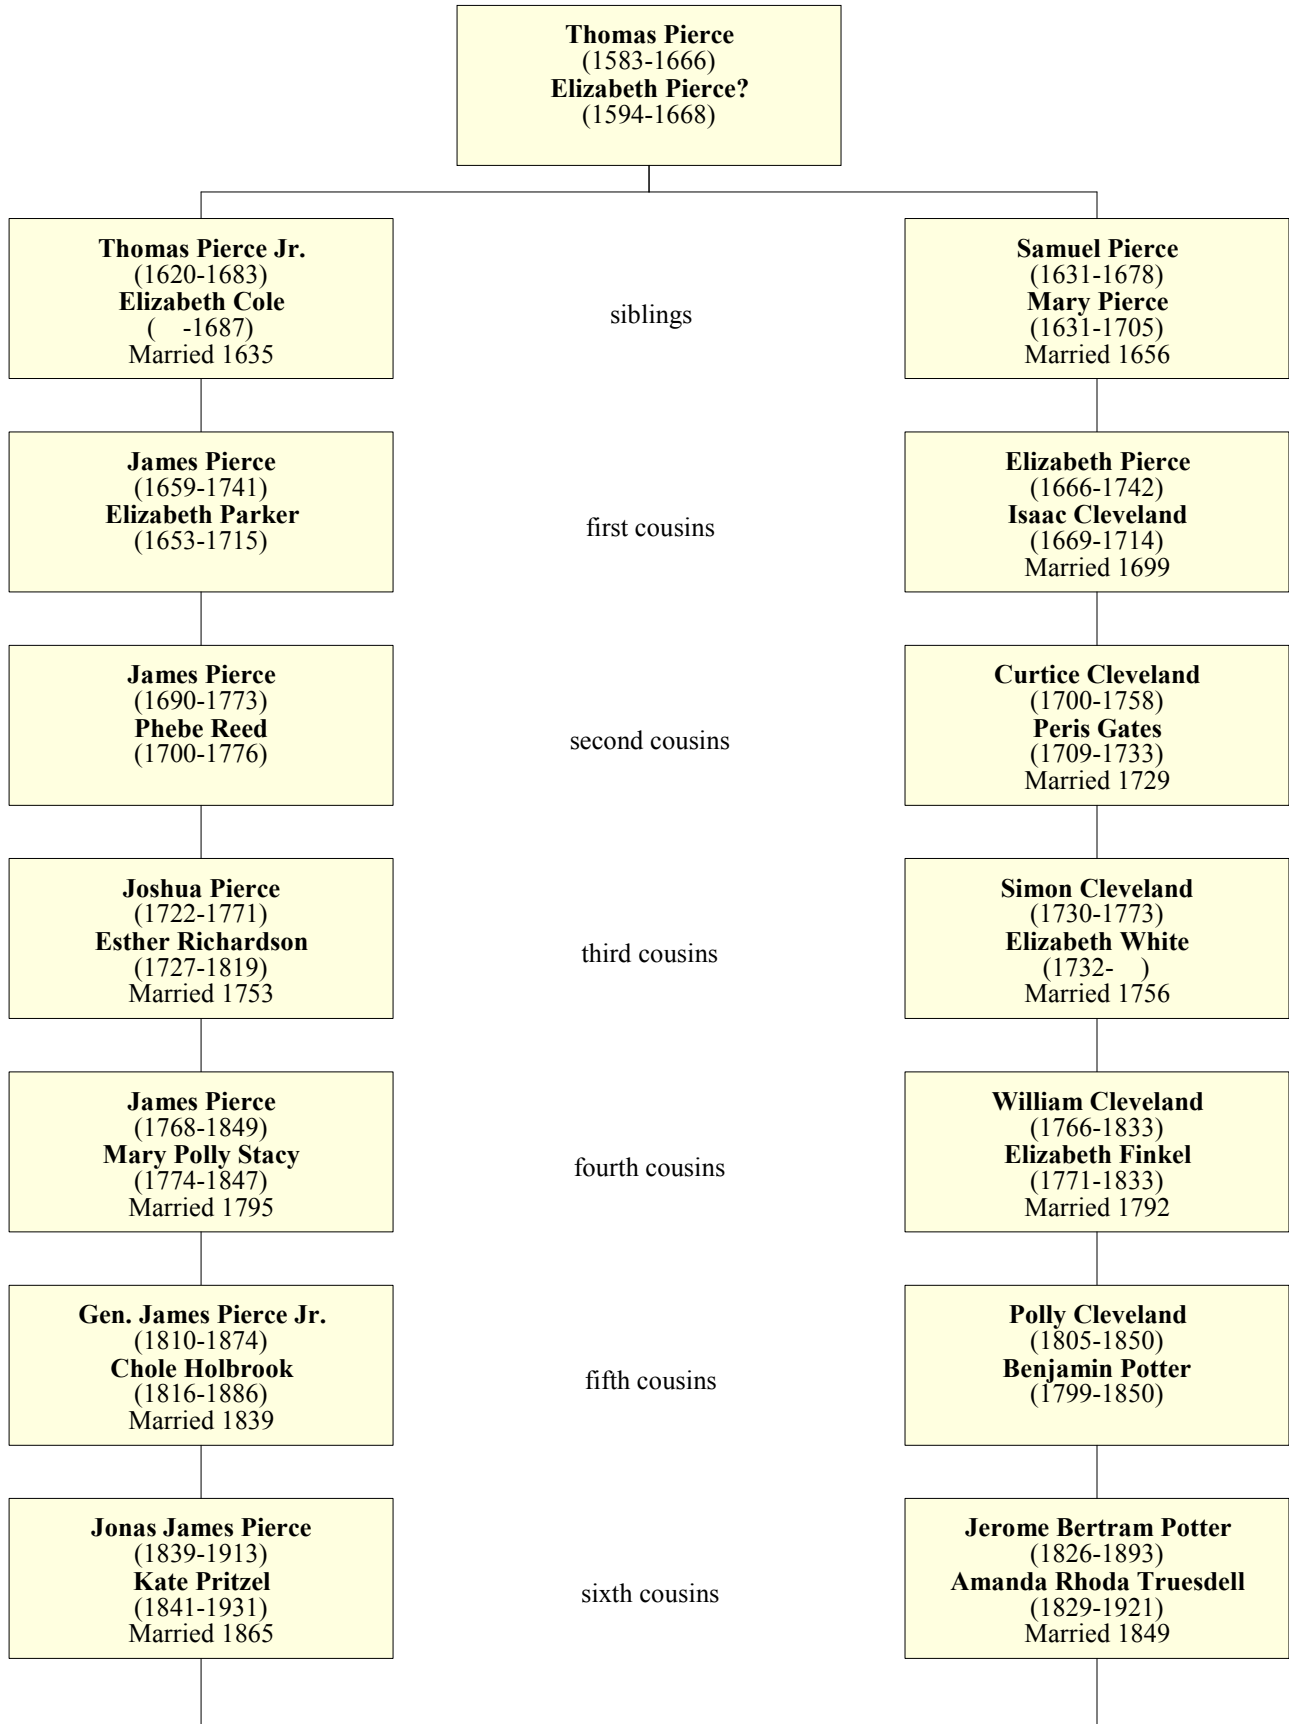 Thomas Pierce
(1583-1666)
Elizabeth Pierce?
(1594-1668)
Thomas Pierce Jr.
(1620-1683)
Elizabeth Cole
(    -1687)
Married 1635
siblings
Samuel Pierce
(1631-1678)
Mary Pierce
(1631-1705)
Married 1656
James Pierce
(1659-1741)
Elizabeth Parker
(1653-1715)
first cousins
Elizabeth Pierce
(1666-1742)
Isaac Cleveland
(1669-1714)
Married 1699
James Pierce
(1690-1773)
Phebe Reed
(1700-1776)
second cousins
Curtice Cleveland
(1700-1758)
Peris Gates
(1709-1733)
Married 1729
Joshua Pierce
(1722-1771)
Esther Richardson
(1727-1819)
Married 1753
third cousins
Simon Cleveland
(1730-1773)
Elizabeth White
(1732-    )
Married 1756
James Pierce
(1768-1849)
Mary Polly Stacy
(1774-1847)
Married 1795
fourth cousins
William Cleveland
(1766-1833)
Elizabeth Finkel
(1771-1833)
Married 1792
Gen. James Pierce Jr.
(1810-1874)
Chole Holbrook
(1816-1886)
Married 1839
fifth cousins
Polly Cleveland
(1805-1850)
Benjamin Potter
(1799-1850)
Jonas James Pierce
(1839-1913)
Kate Pritzel
(1841-1931)
Married 1865
sixth cousins
Jerome Bertram Potter
(1826-1893)
Amanda Rhoda Truesdell
(1829-1921)
Married 1849